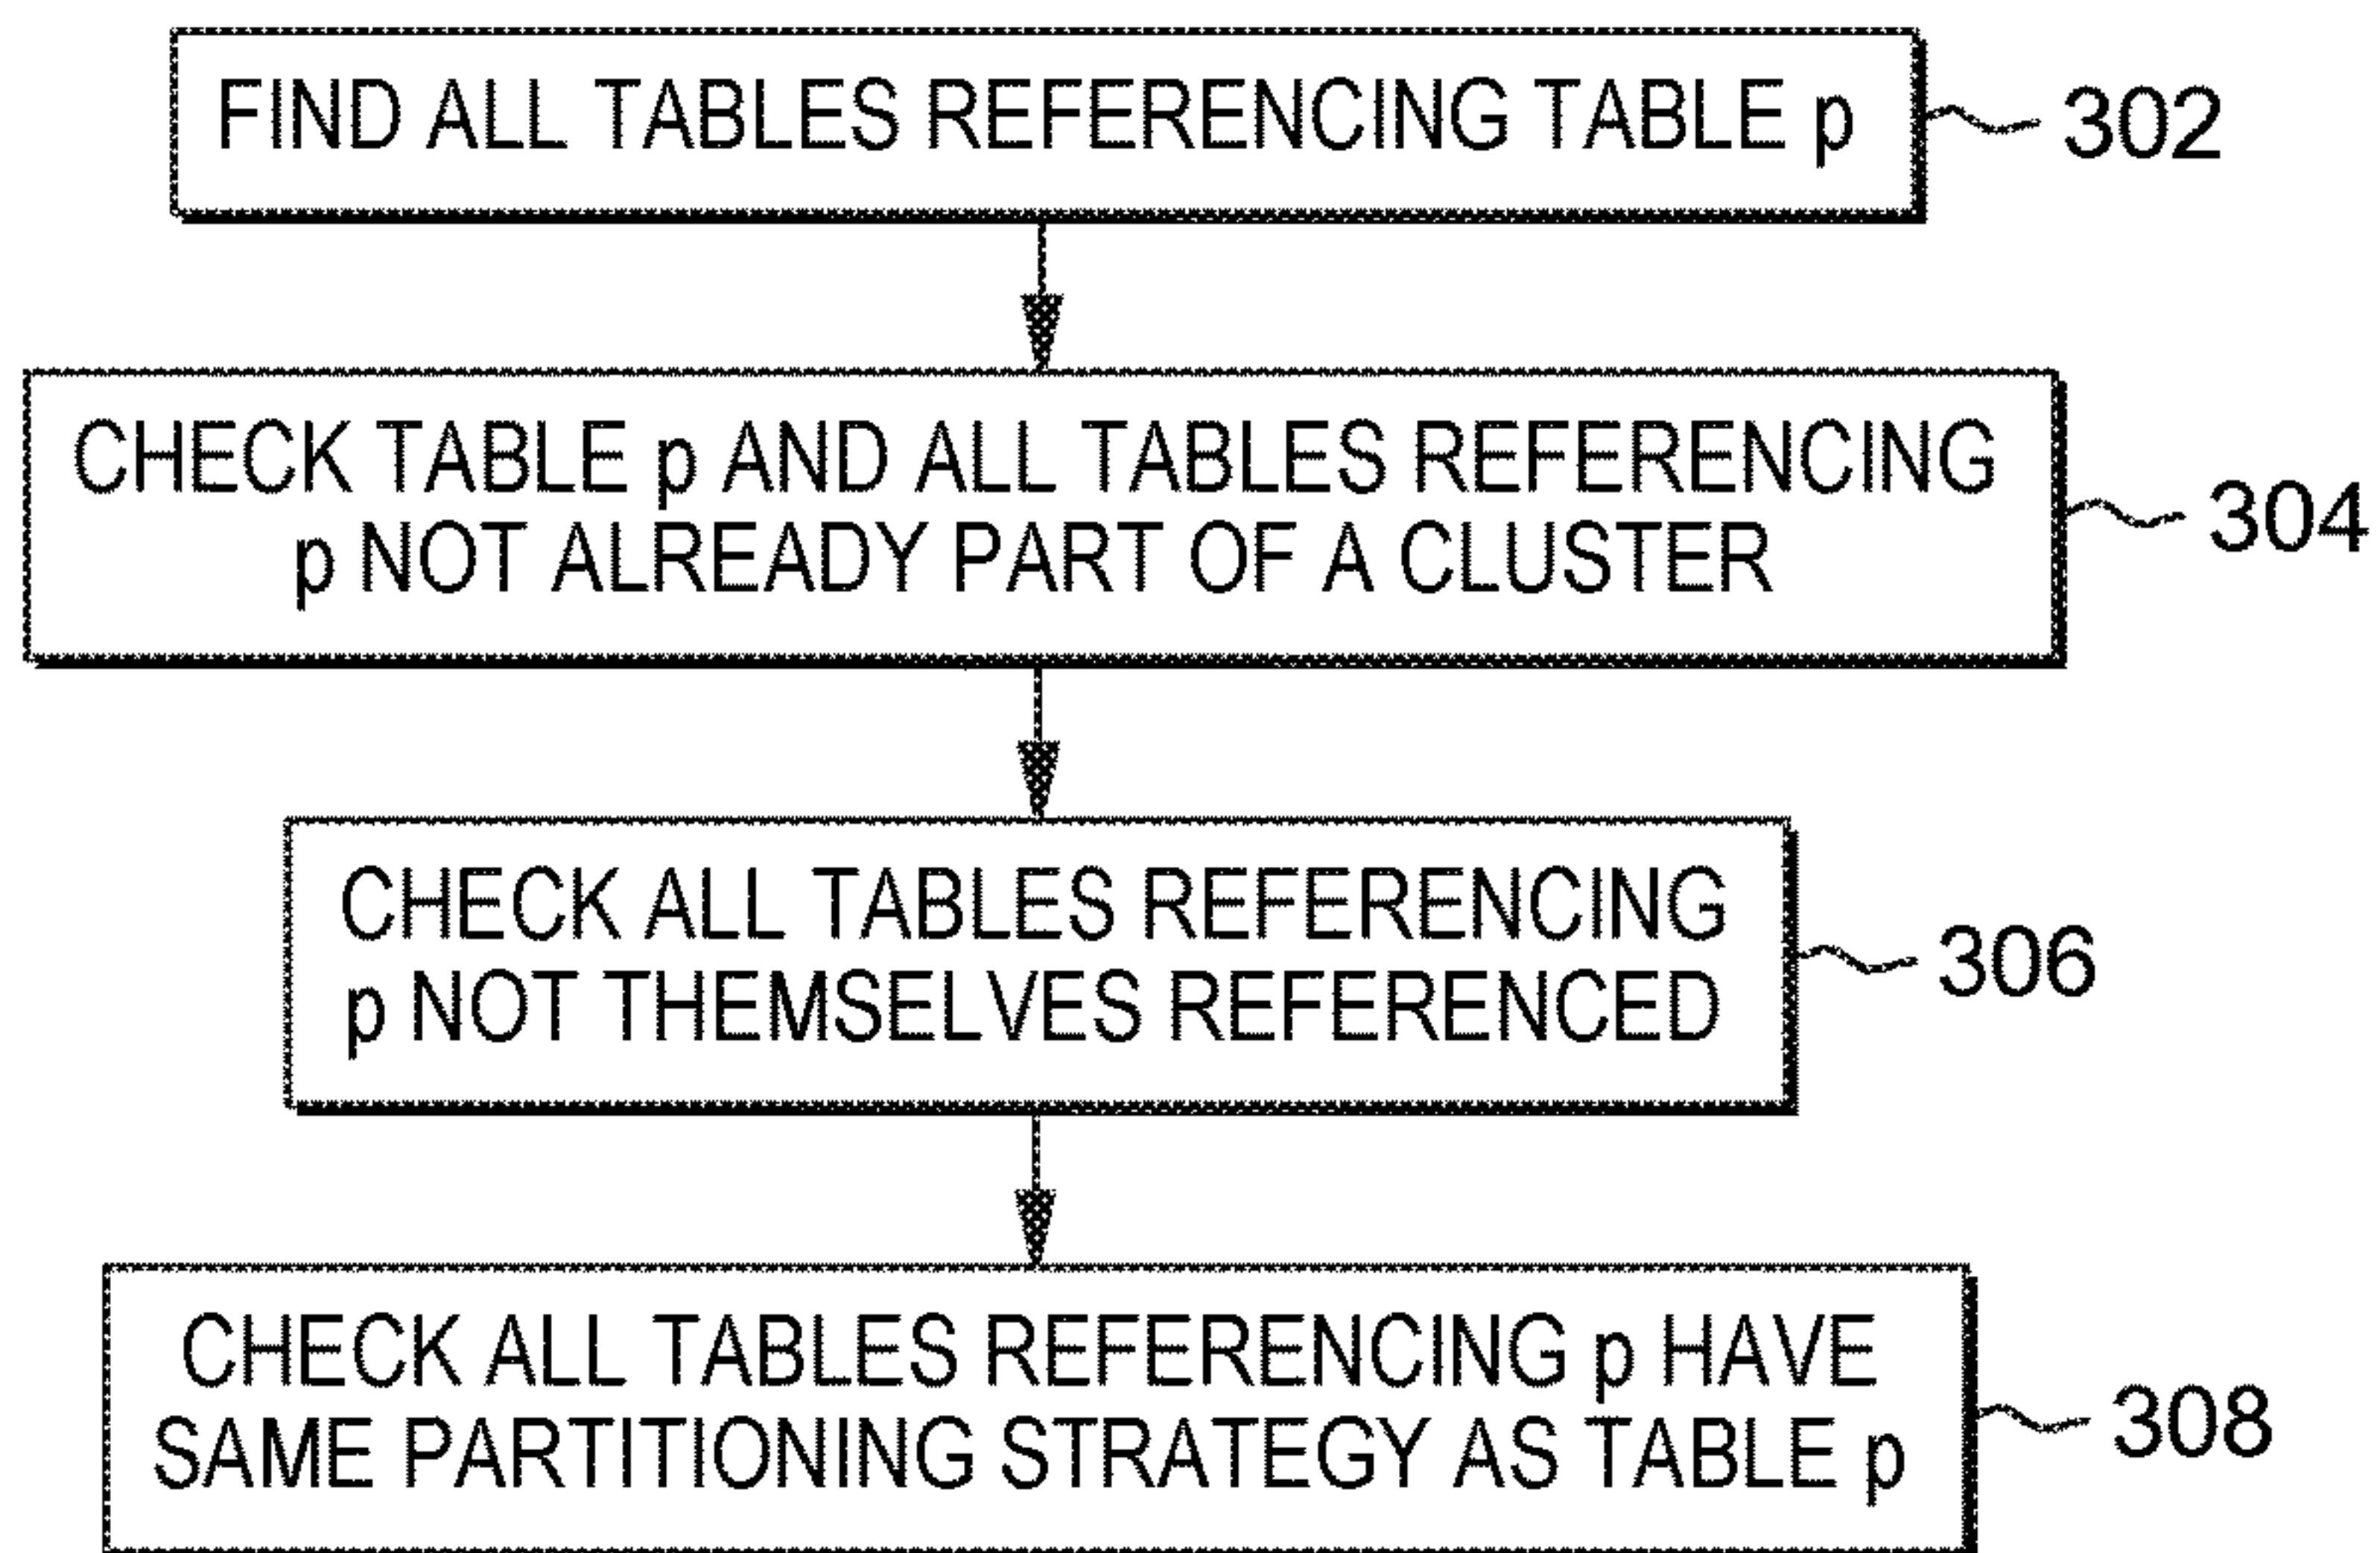 FIND ALL TABLES REFERENCING TABLE p
302
CHECK TABLE p AND ALL TABLES REFERENCING
p NOT ALREADY PART OF A CLUSTER
304
CHECK ALL TABLES REFERENCING
p NOT THEMSELVES REFERENCED
306
CHECK ALL TABLES REFERENCING p HAVE
SAME PARTITIONING STRATEGY AS TABLE p
308